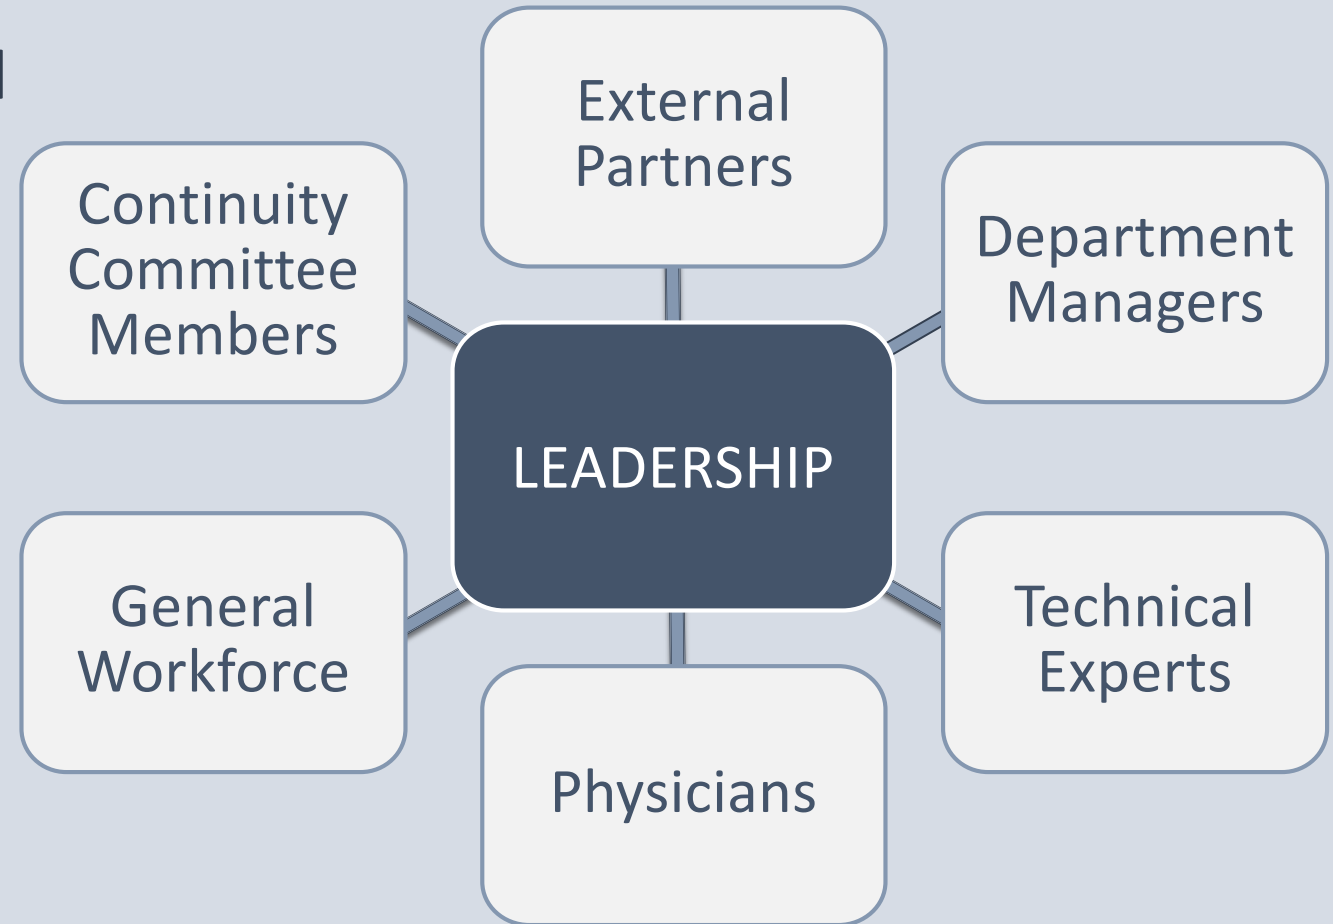 External
Partners
Continuity
Committee
Members
Department
Managers
LEADERSHIP
General
Workforce
Technical
Experts
Physicians